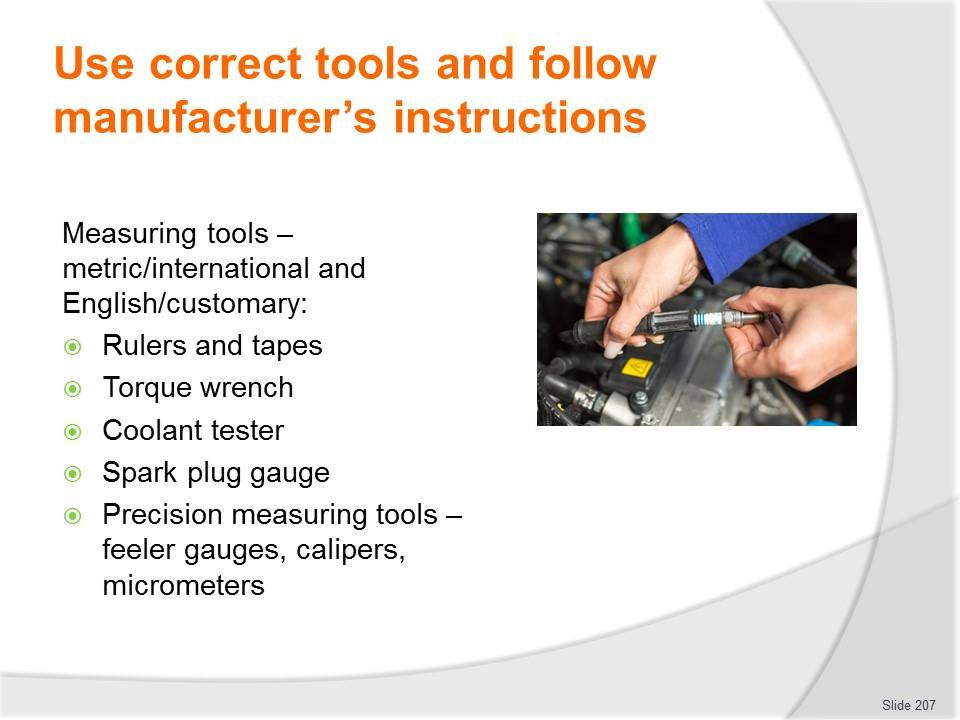 Use correct tools and follow
manufacturer’s instructions
Measuring tools –
metric/international and
English/customary:
Rulers and tapes
Torque wrench
Coolant tester
Spark plug gauge
Precision measuring tools –
feeler gauges, calipers,
micrometers
Slide 207